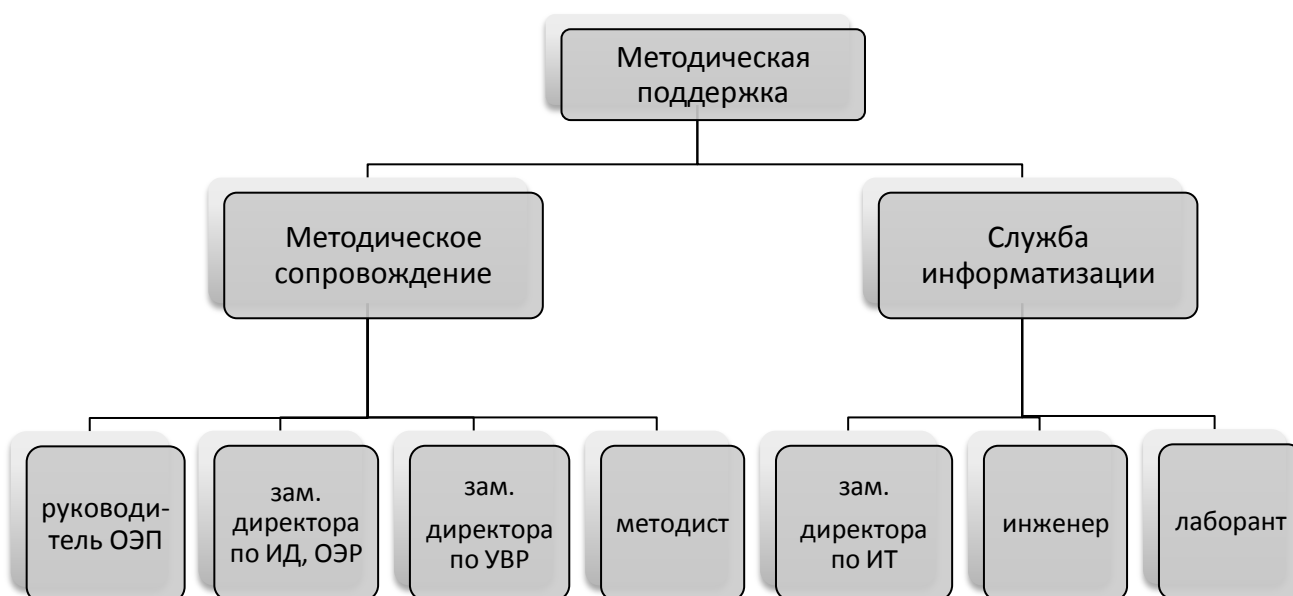 Методическая
поддержка
Методическое
сопровождение
Служба
информатизации
руководи-
тель ОЭП
зам.
директора
по ИД, ОЭР
зам.
директора
по УВР
методист
зам.
директора
по ИТ
инженер
лаборант